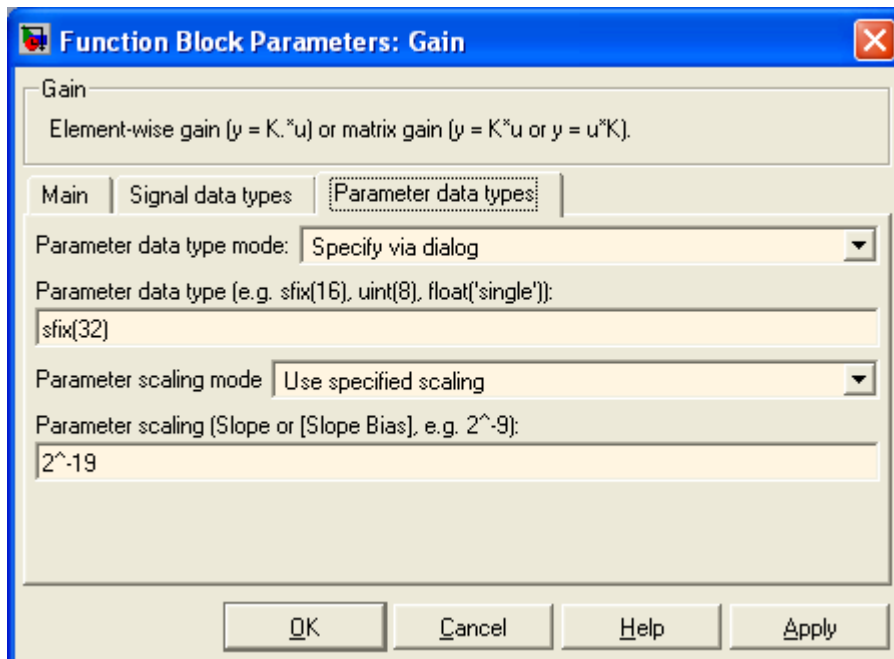 Function Block Parameters: Gain
Gain
Element-wise gain (y = K.*u) or matrix gain (y = K*u or y = u*K).
Main Signal data types Parameter data types
Parameter data type mode: Specify via dialog
Parameter data type (e.g. sfix(16), uint(8), float('single')):
sfix(32)
Parameter scaling mode Use specified scaling
Parameter scaling (Slope or [Slope Bias], e.g. 2^-9):
2^-19
OK Cancel Help Apply